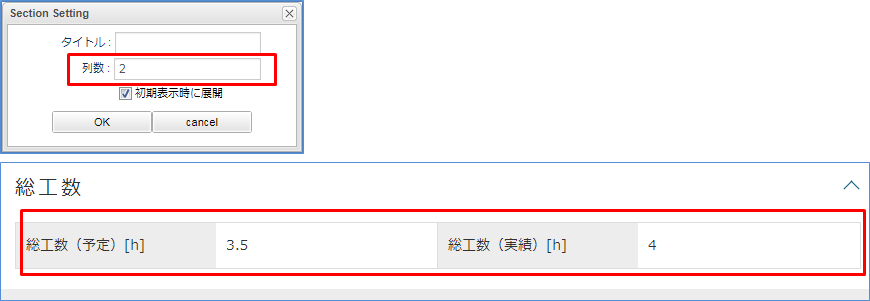 Section Setting
タイトル :
列数 : 2
初期表示時に展開
OK cancel
総工数
総工数（予定）[h] 3.5 総工数（実績）[h] 4